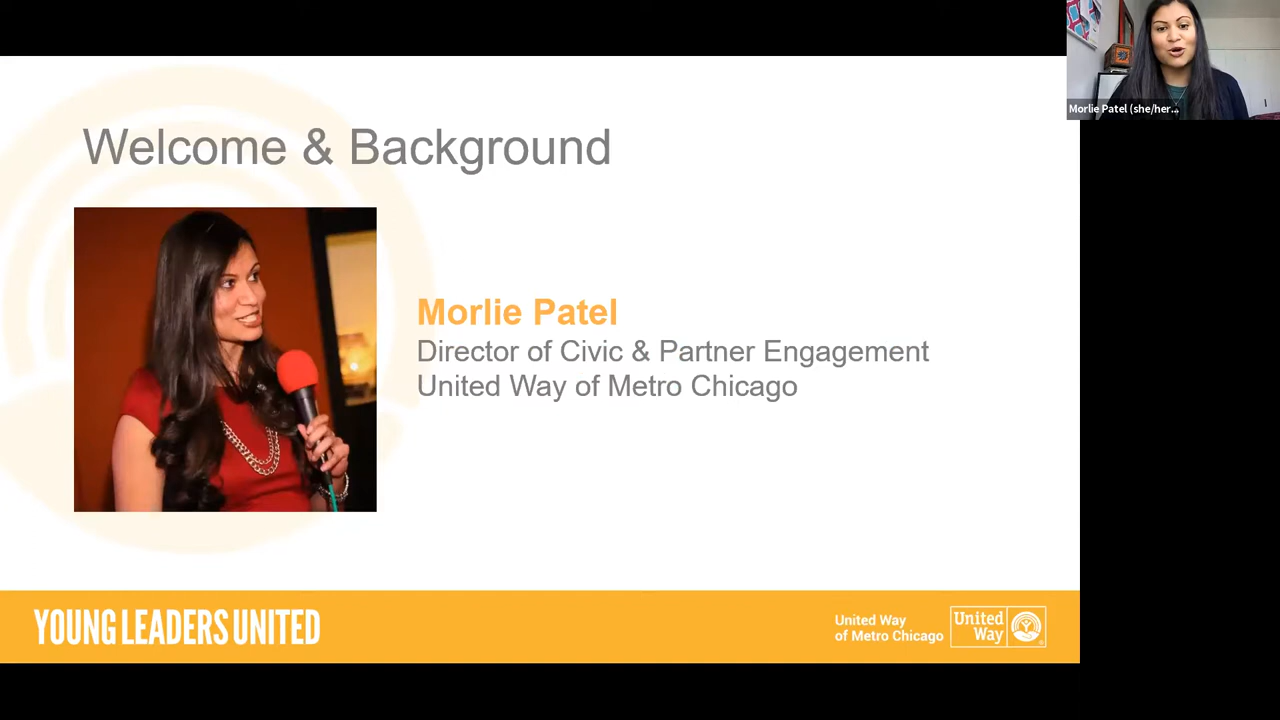 Morlie Patel (she/her...
Welcome & Background
Morlie Patel
Director of Civic & Partner Engagement
United Way of Metro Chicago
YOUNG LEADERS UNITED
United Way
of Metro Chicago
United
Way